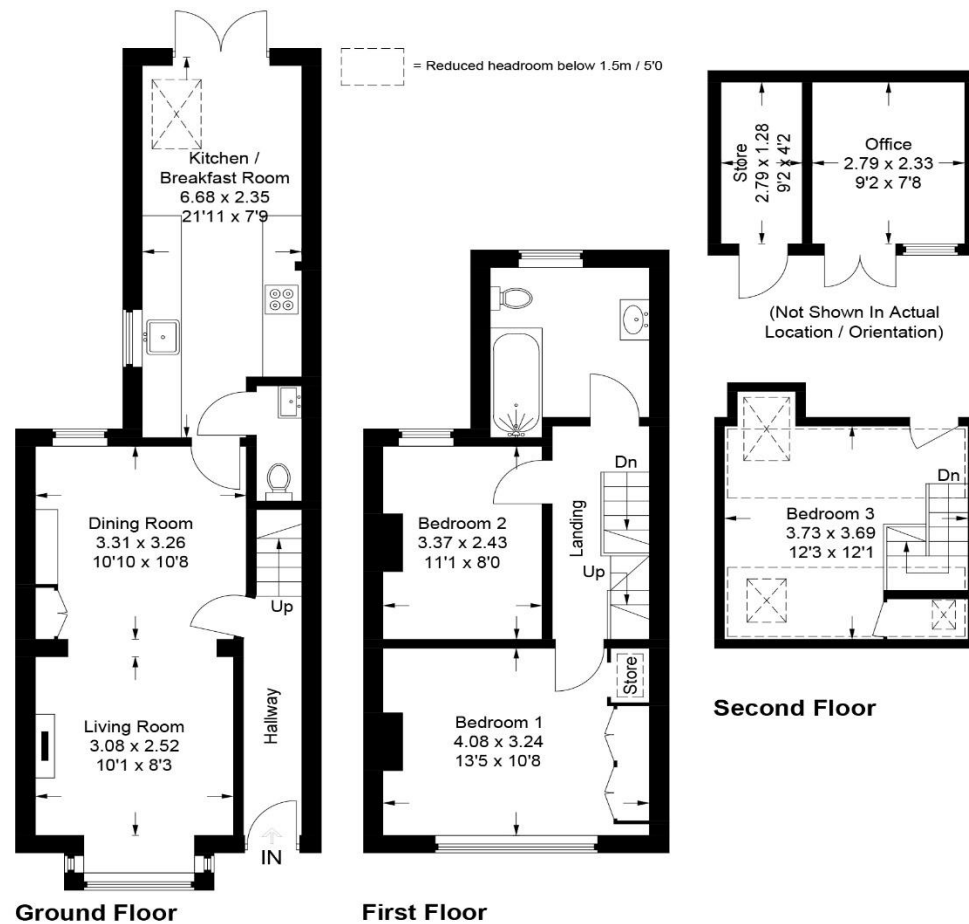 = Reduced headroom below 1.5m / 5'0
Kitchen /
Breakfast Room
6.68 x 2.35
21'11 x 7'9
Dining Room
3.31 x 3.26
10'10 x 10'8
Up
Living Room
3.08 x 2.52
10'1 x 8'3
Hallway
IN
Ground Floor
Dn
Landing
Up
Bedroom 2
3.37 x 2.43
11'1 x 8'0
Store
Bedroom 1
4.08 x 3.24
13'5 x 10'8
First Floor
Store
2.79 x 1.28
9'2 x 4'2
Office
2.79 x 2.33
9'2 x 7'8
(Not Shown In Actual
Location / Orientation)
Dn
Bedroom 3
3.73 x 3.69
12'3 x 12'1
Second Floor